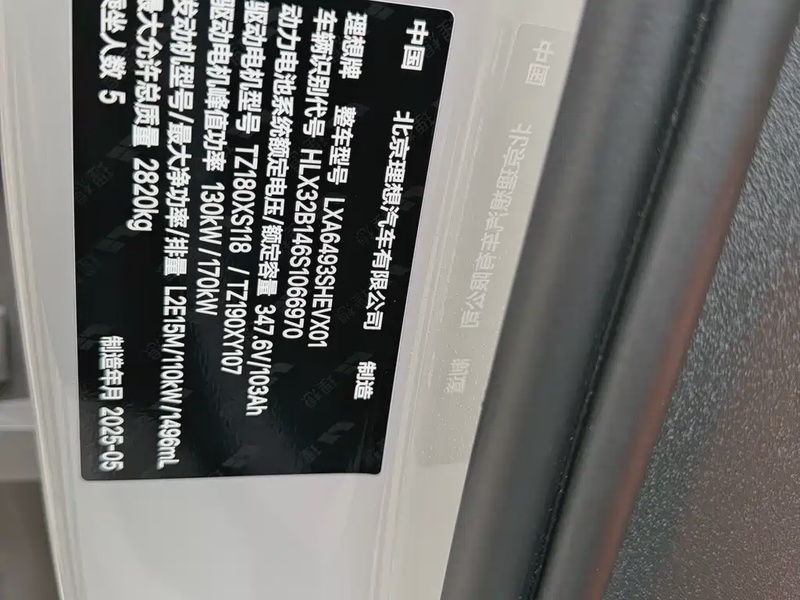 中国 北京理想汽车有限公司 制造
理想牌 整车型号 LXA6493SHEVX01
车辆识别代号 HLX32B146S1066970
动力电池系统额定电压/额定容量 347.6V/103Ah
驱动电机型号 TZ180XS118 / TZ190XY107
驱动电机峰值功率 130kW /170kW
发动机型号/最大净功率/排量 L2E15M/110kW/1496mL
最大允许总质量 2820kg
乘坐人数 5 制造年月 2025-05